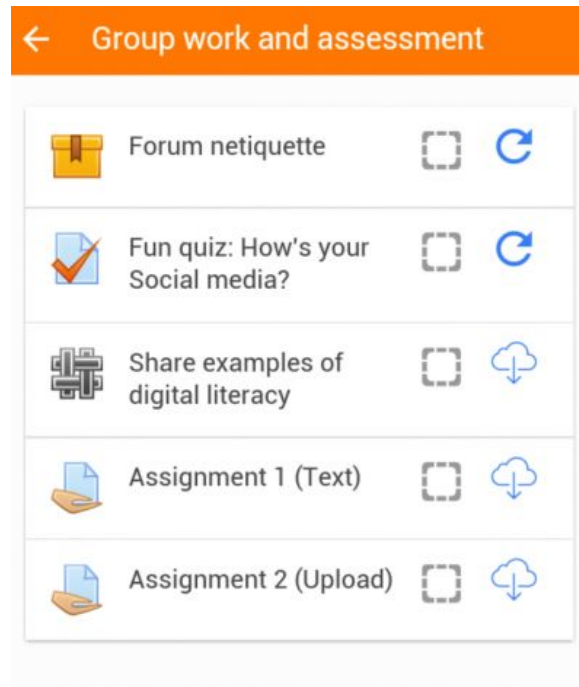 Group work and assessment
Forum netiquette
Fun quiz: How's your
Social media?
Share examples of
digital literacy
Assignment 1 (Text)
Assignment 2 (Upload)